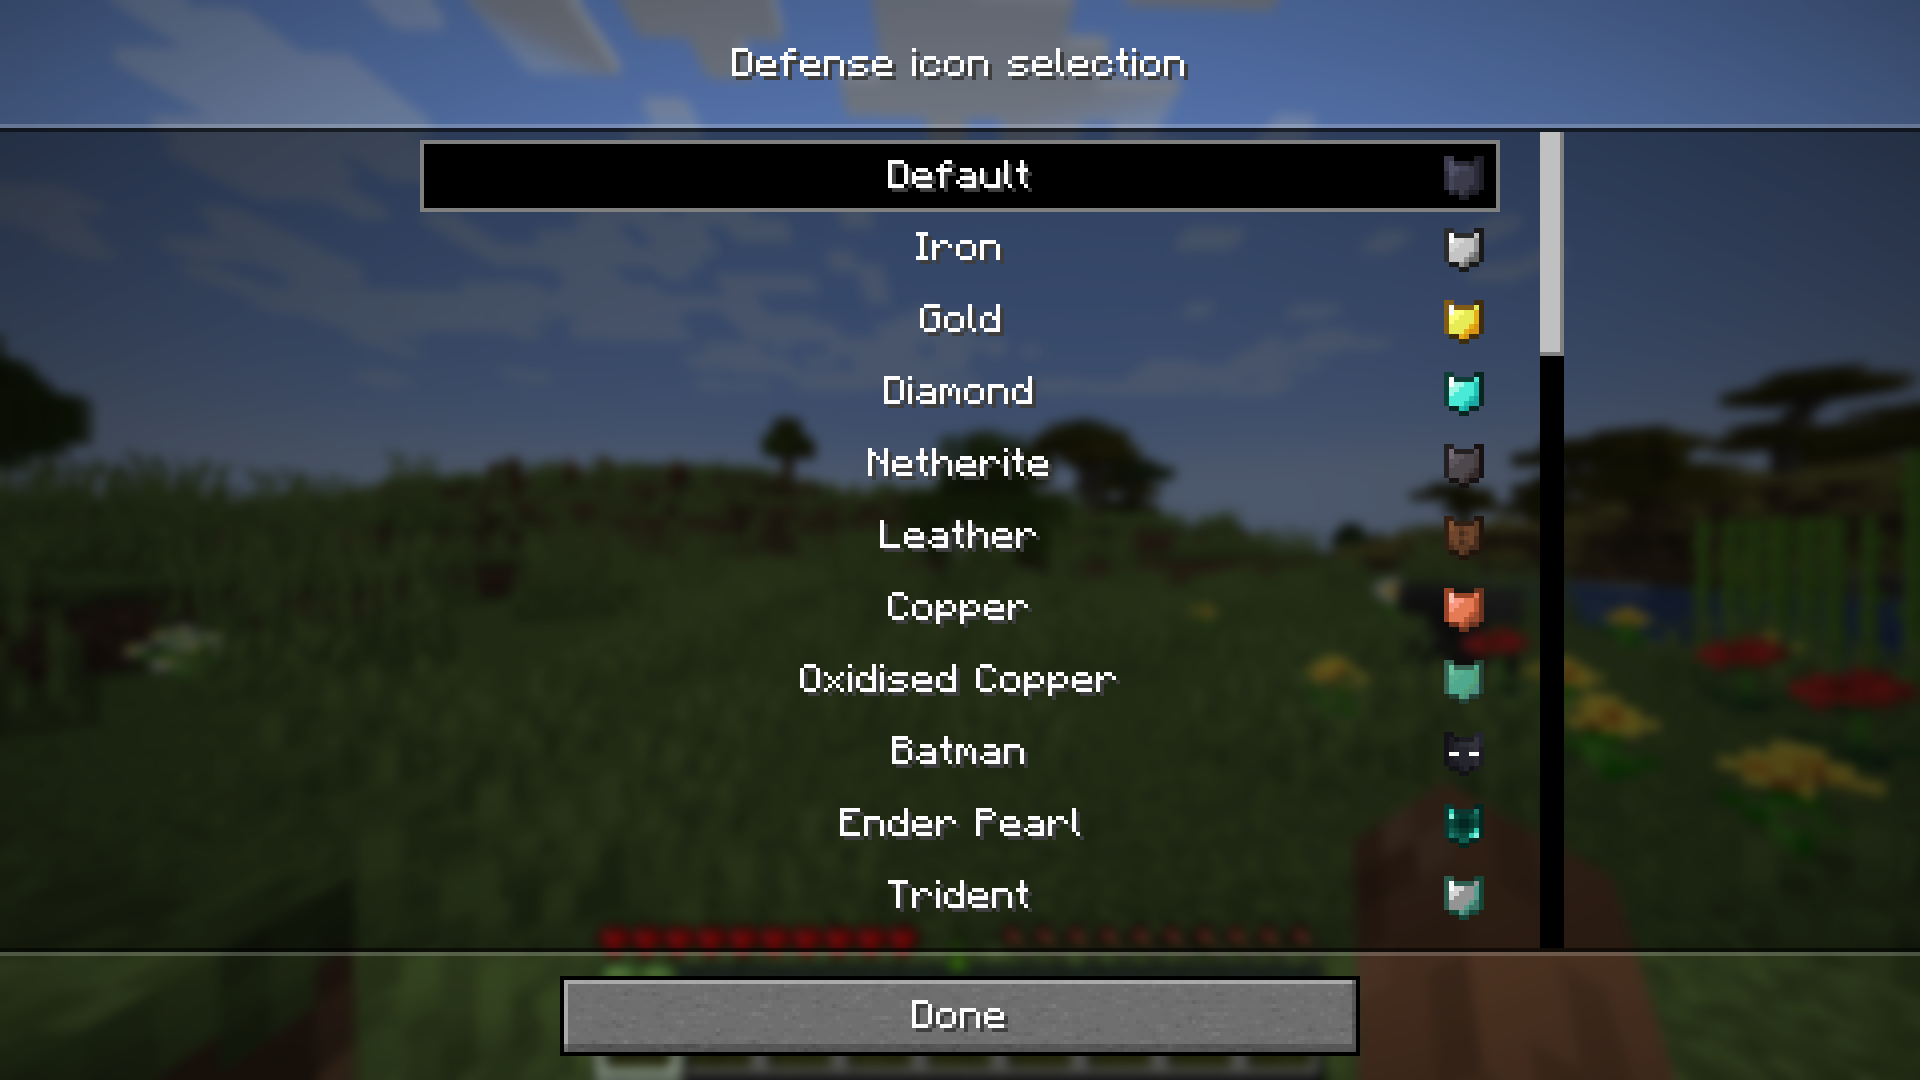 Defense icon selection
Default
Iron
Gold
Diamond
Netherite
Leather
Copper
Oxidised Copper
Batman
Ender Pearl
Trident
Done